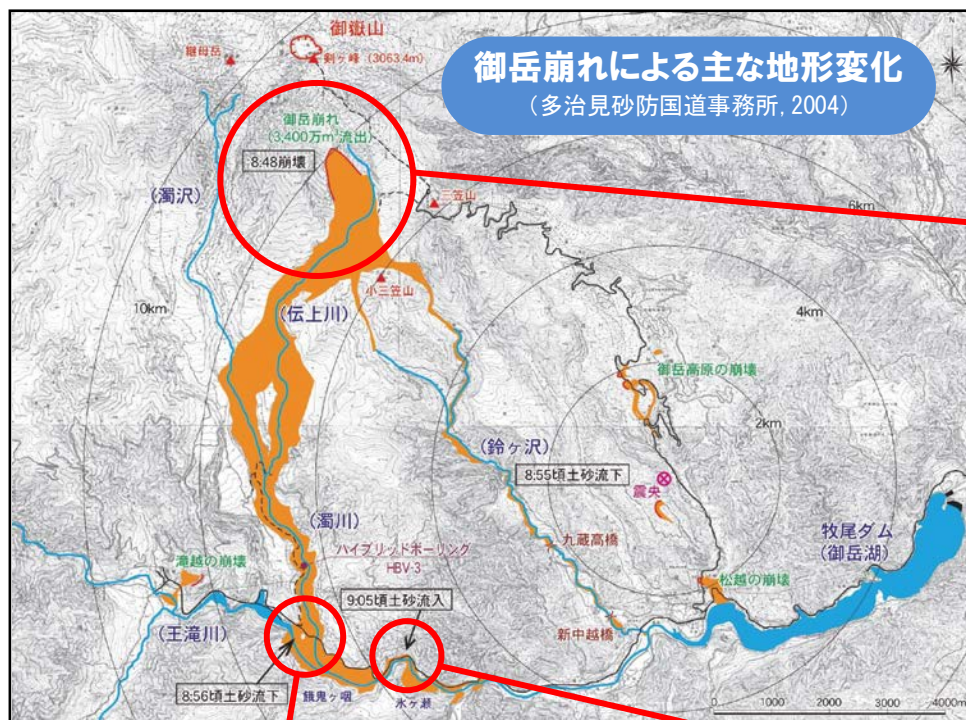 御嶽山
継母岳
剣ヶ峰 (3063.4m)
御岳崩れによる主な地形変化
(多治見砂防国道事務所, 2004)
N
御岳崩れ
(3,400万m³流出)
8:48崩壊
(濁沢)
三笠山
6km
小三笠山
10km
(伝上川)
4km
御岳高原の崩壊
2km
(鈴ヶ沢)
8:55頃土砂流下
震央
(濁川)
九蔵高橋
牧尾ダム
(御岳湖)
ハイブリッドボーリング
HBV-3
滝越の崩壊
9:05頃土砂流入
松越の崩壊
(王滝川)
新中越橋
8:56頃土砂流下
餓鬼ヶ咽
氷ヶ瀬
0 1000 2000 3000 4000m